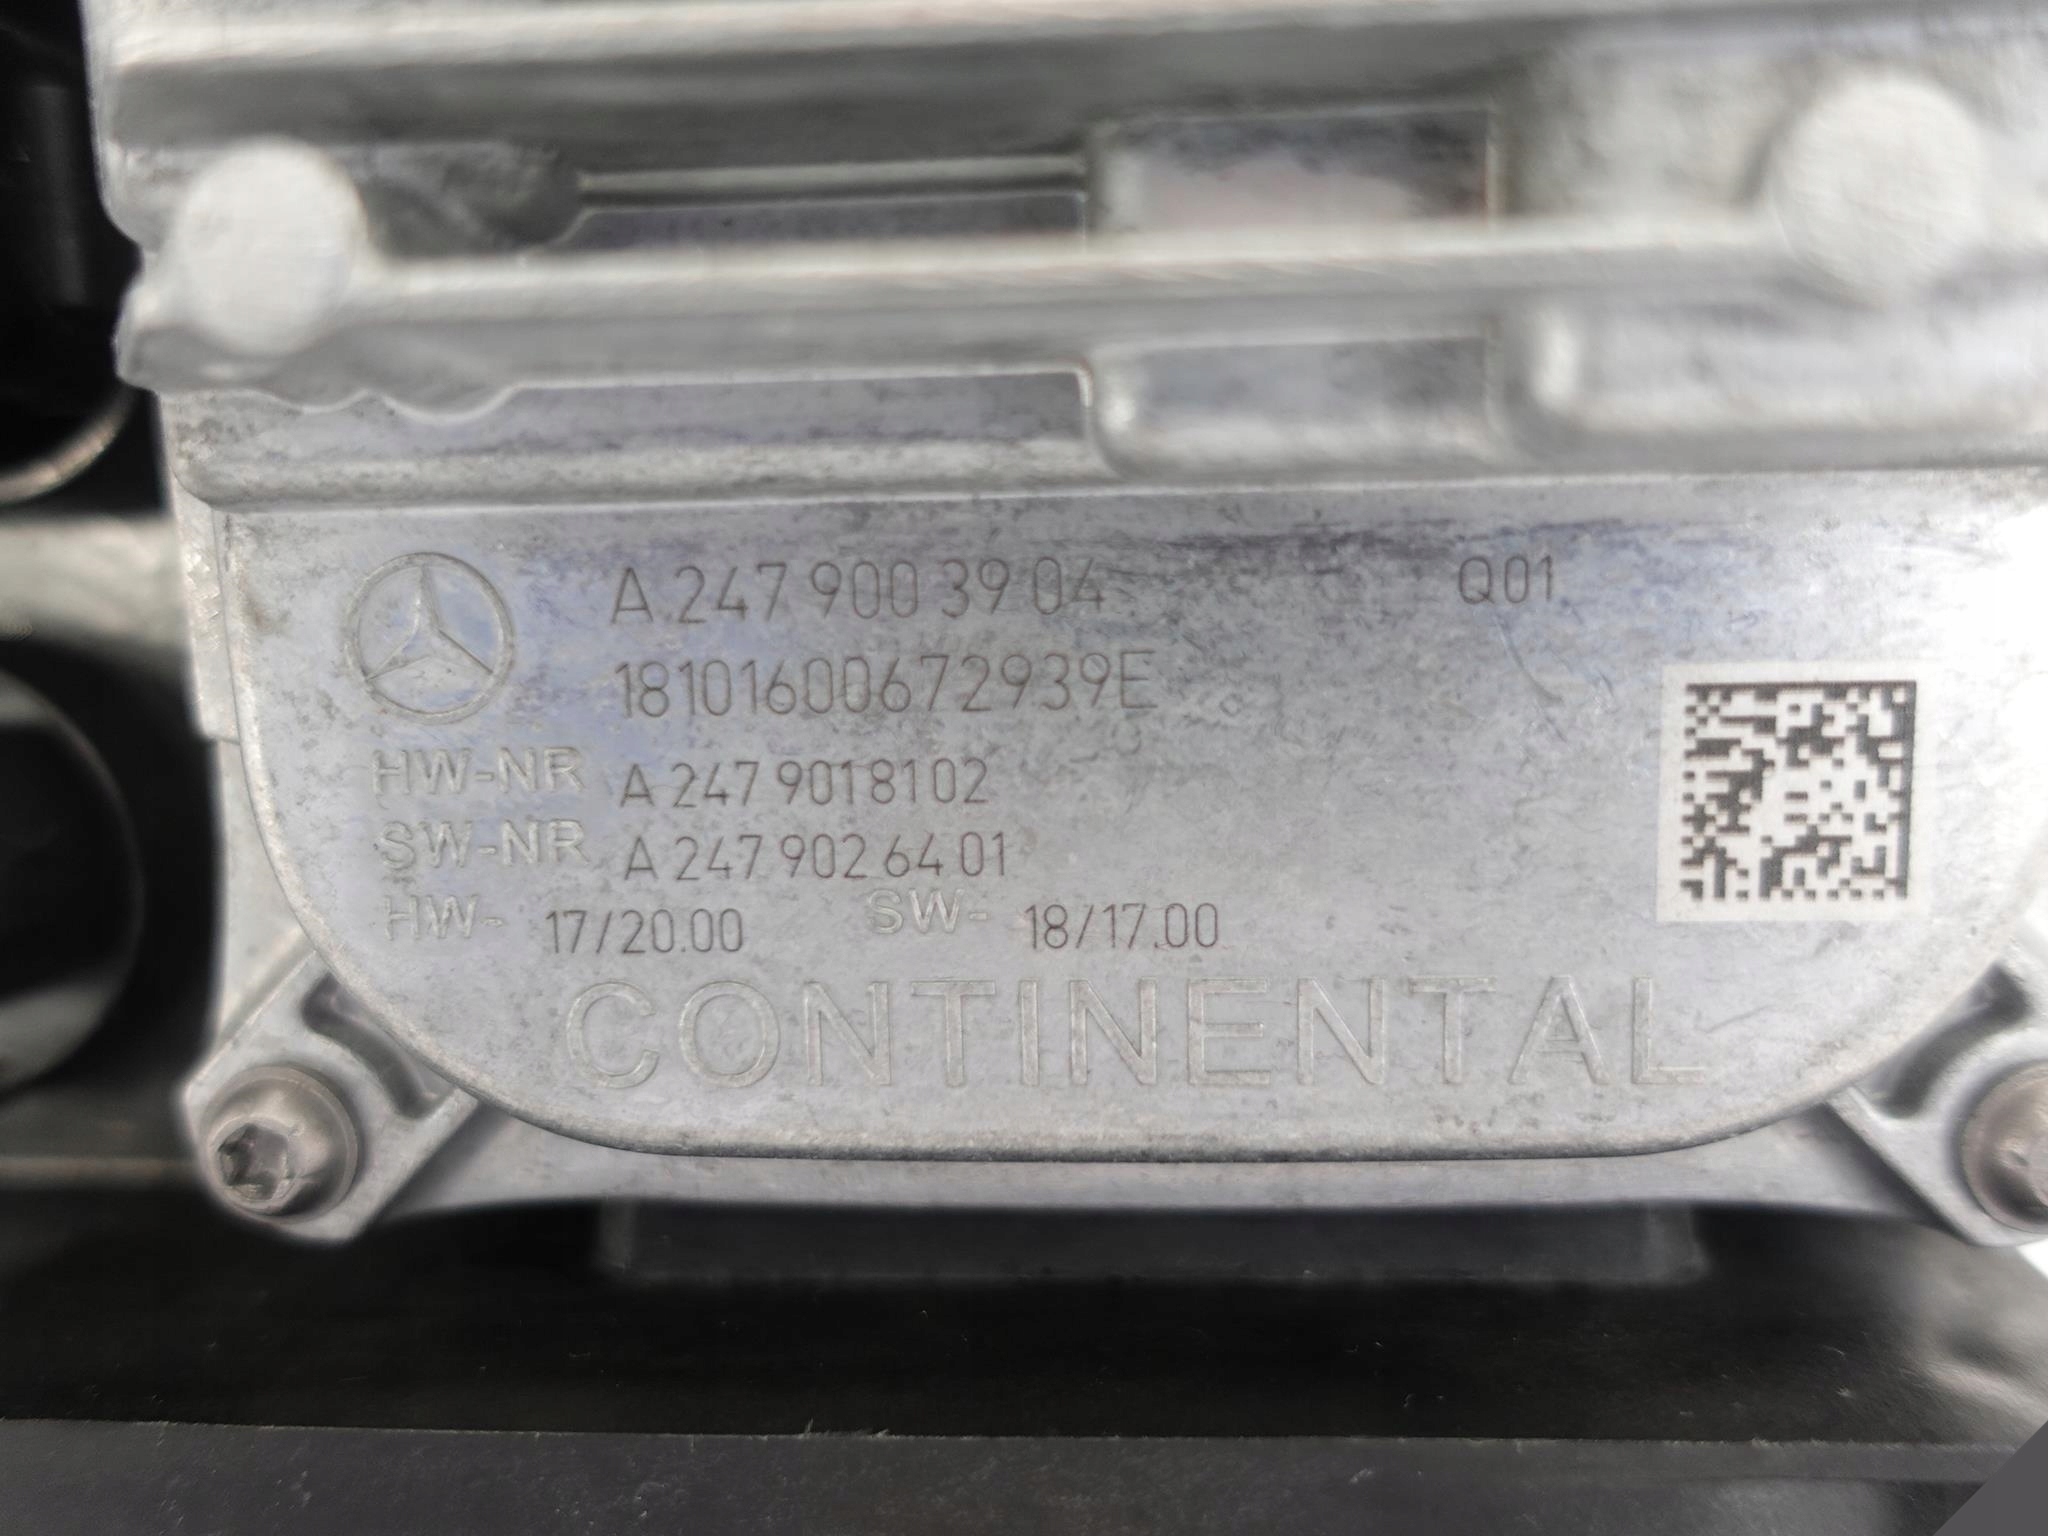 A 247 900 39 04 Q01
18101600672939E
HW-NR A 247 901 81 02
SW-NR A 247 902 64 01
HW- 17/20.00 SW- 18/17.00
CONTINENTAL